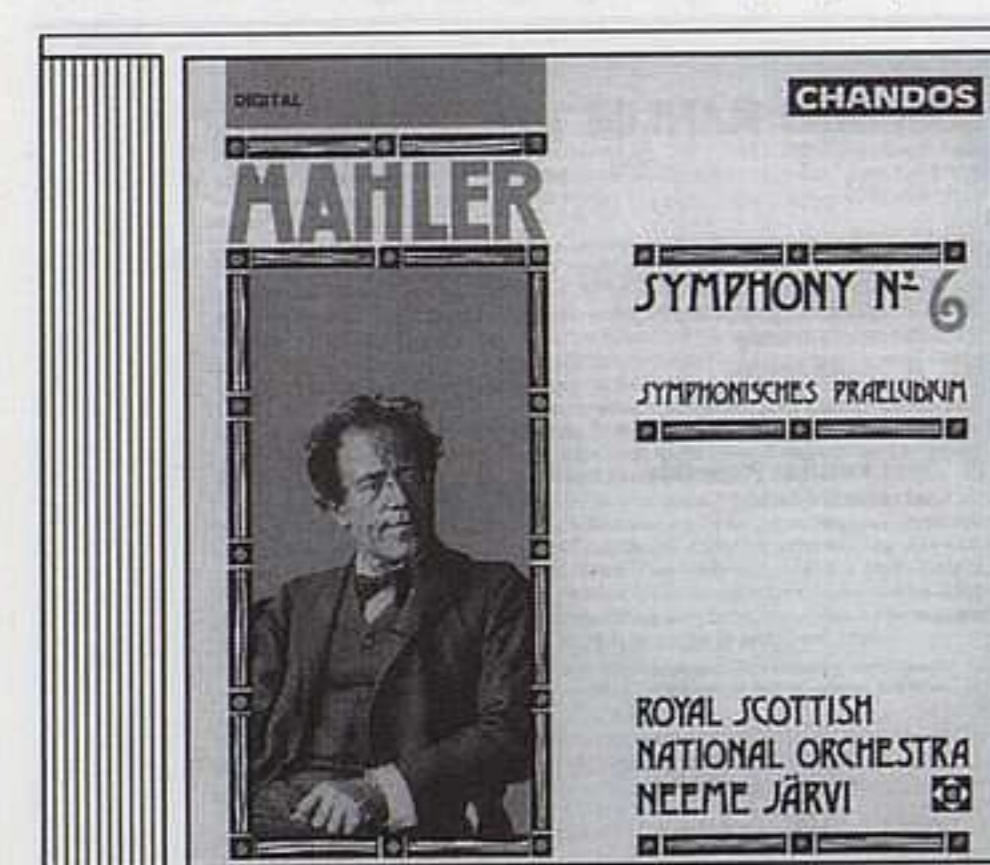 DIGITAL
MAHLER
CHANDOS
SYMPHONY Nº 6
SYMPHONISCHES PRAELUDIUM
ROYAL SCOTTISH
NATIONAL ORCHESTRA
NEEME JÄRVI